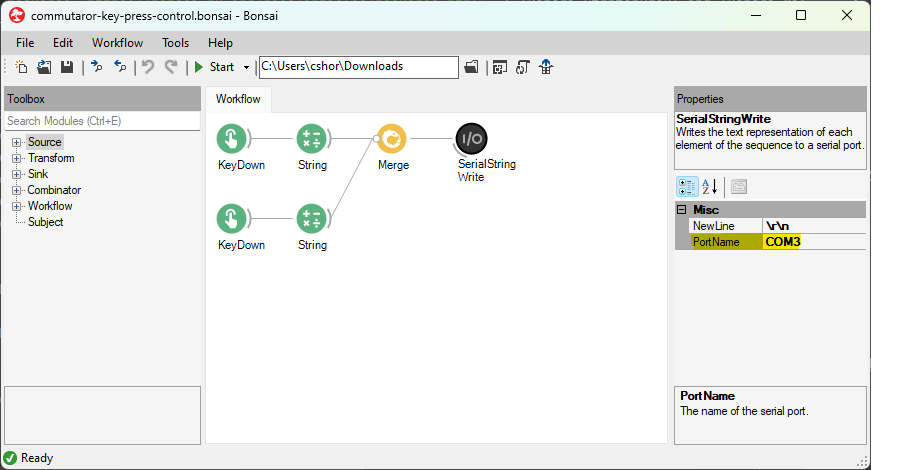 commutaror-key-press-control.bonsai - Bonsai
File Edit Workflow Tools Help
Start C:\Users\cshor\Downloads
Toolbox
Search Modules (Ctrl+E)
Source
Transform
Sink
Combinator
Workflow
Subject
Workflow
KeyDown String Merge SerialString
Write
I/O
KeyDown String
Properties
SerialStringWrite
Writes the text representation of each
element of the sequence to a serial port.
A
Z
Misc
NewLine \r\n
PortName COM3
PortName
The name of the serial port.
Ready